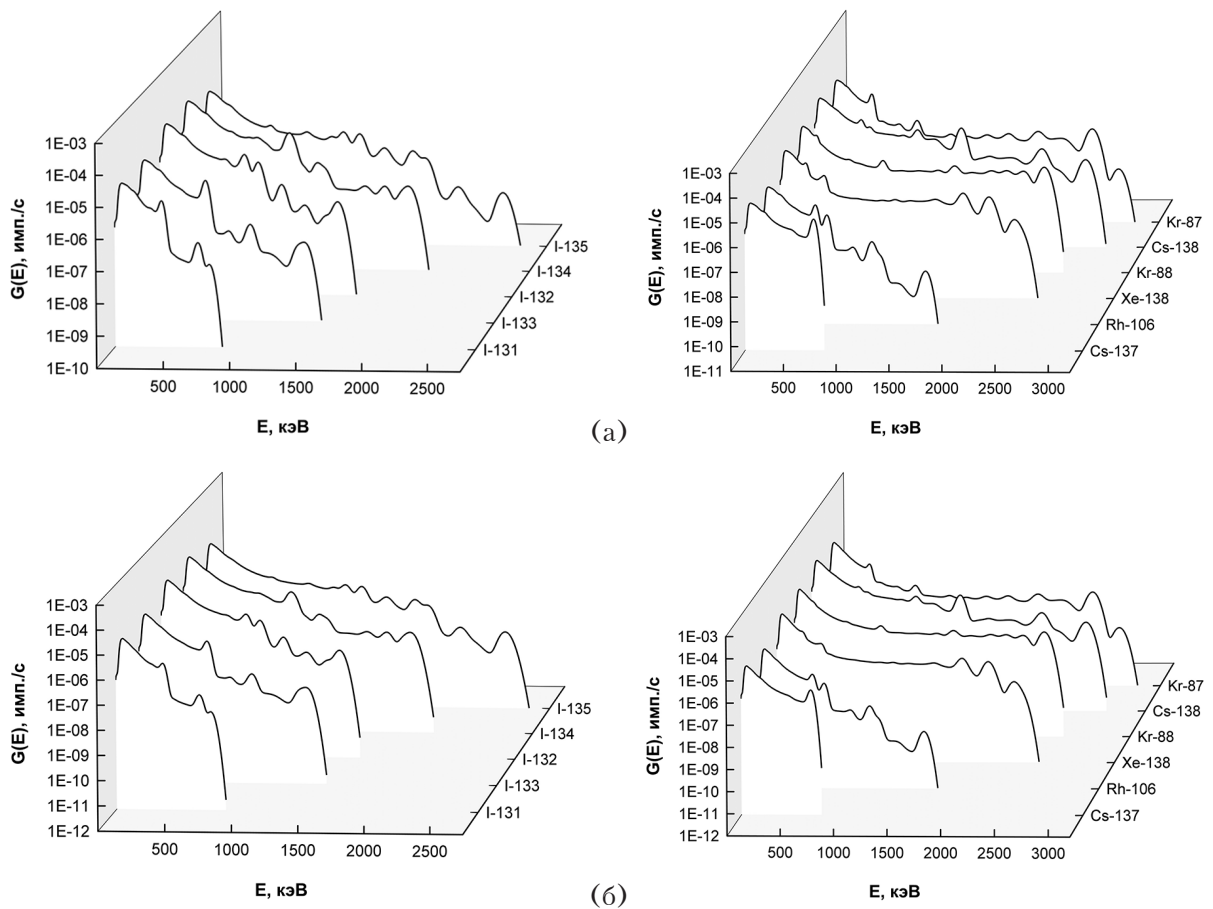 1E-03
1E-04
1E-05
1E-06
1E-07
1E-08
1E-09
1E-10
G(E), имп./с
500 1000 1500 2000 2500
E, кэВ
I-135
I-134
I-132
I-133
I-131
1E-03
1E-04
1E-05
1E-06
1E-07
1E-08
1E-09
1E-10
1E-11
G(E), имп./с
500 1000 1500 2000 2500 3000
E, кэВ
Kr-87
Cs-138
Kr-88
Xe-138
Rh-106
Cs-137
(а)
1E-03
1E-04
1E-05
1E-06
1E-07
1E-08
1E-09
1E-10
1E-11
1E-12
G(E), имп./с
500 1000 1500 2000 2500
E, кэВ
I-135
I-134
I-132
I-133
I-131
1E-03
1E-04
1E-05
1E-06
1E-07
1E-08
1E-09
1E-10
1E-11
1E-12
G(E), имп./с
500 1000 1500 2000 2500 3000
E, кэВ
Kr-87
Cs-138
Kr-88
Xe-138
Rh-106
Cs-137
(б)